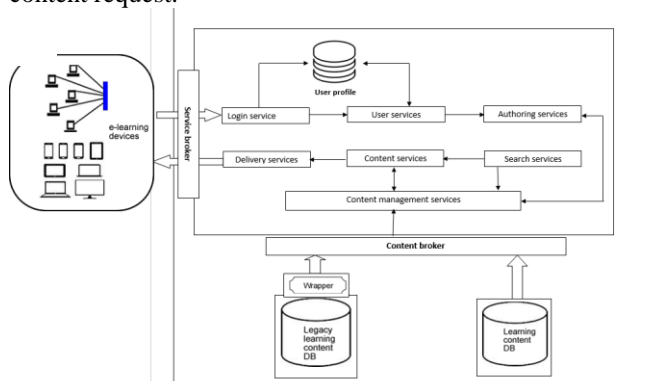 content request.
User profile
e-learning
devices
Service broker
Login service
User services
Authoring services
Delivery services
Content services
Search services
Content management services
Content broker
Wrapper
Legacy
learning
content
DB
Learning
content
DB